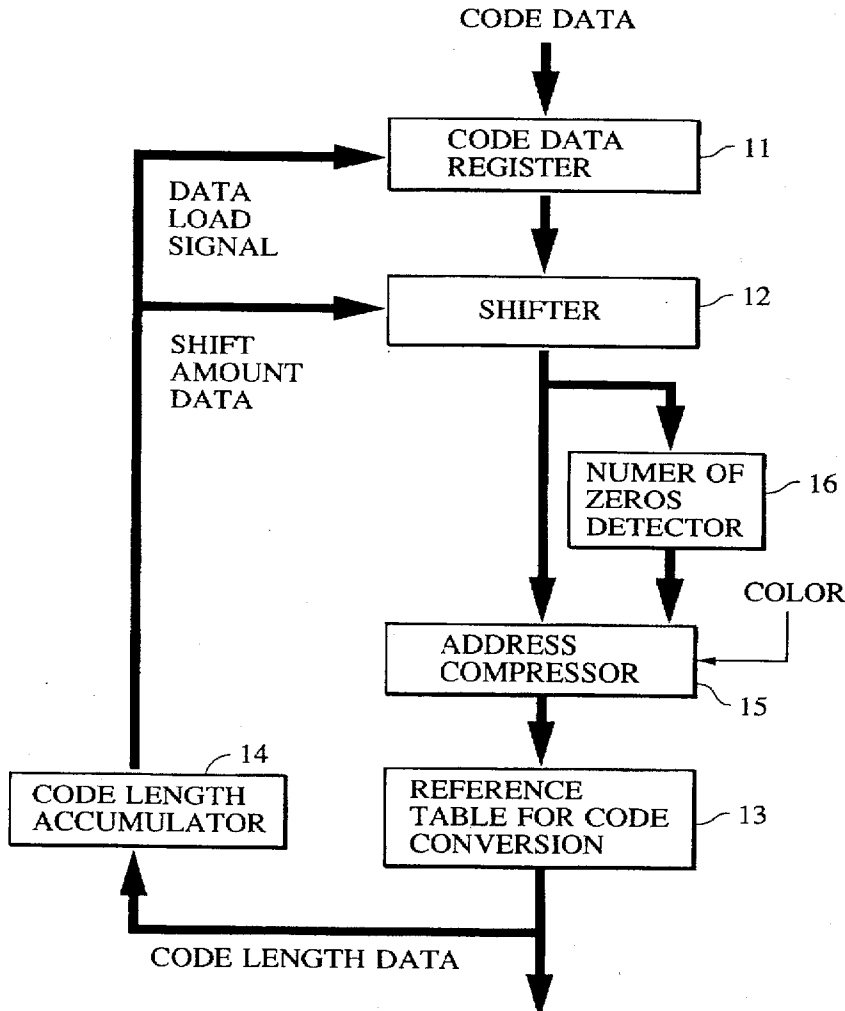 CODE DATA
CODE DATA
REGISTER
11
DATA
LOAD
SIGNAL
SHIFTER
12
SHIFT
AMOUNT
DATA
NUMER OF
ZEROS
DETECTOR
16
COLOR
ADDRESS
COMPRESSOR
15
14
CODE LENGTH
ACCUMULATOR
REFERENCE
TABLE FOR CODE
CONVERSION
13
CODE LENGTH DATA